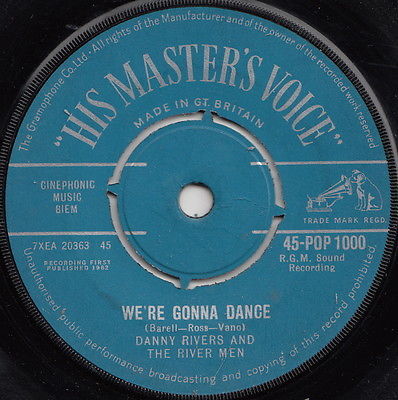 The Gramophone Co. Ltd · All rights of the Manufacturer and of the owner of the recorded work reserved
"HIS MASTER'S VOICE"
MADE IN GT. BRITAIN
CINEPHONIC
MUSIC
BIEM
TRADE MARK REGD.
7XEA 20363 45
45-POP 1000
RECORDING FIRST
PUBLISHED 1962
R.G.M. Sound
Recording
WE'RE GONNA DANCE
(Barell—Ross—Vano)
DANNY RIVERS AND
THE RIVER MEN
Unauthorised public performance broadcasting and copying of this record prohibited.